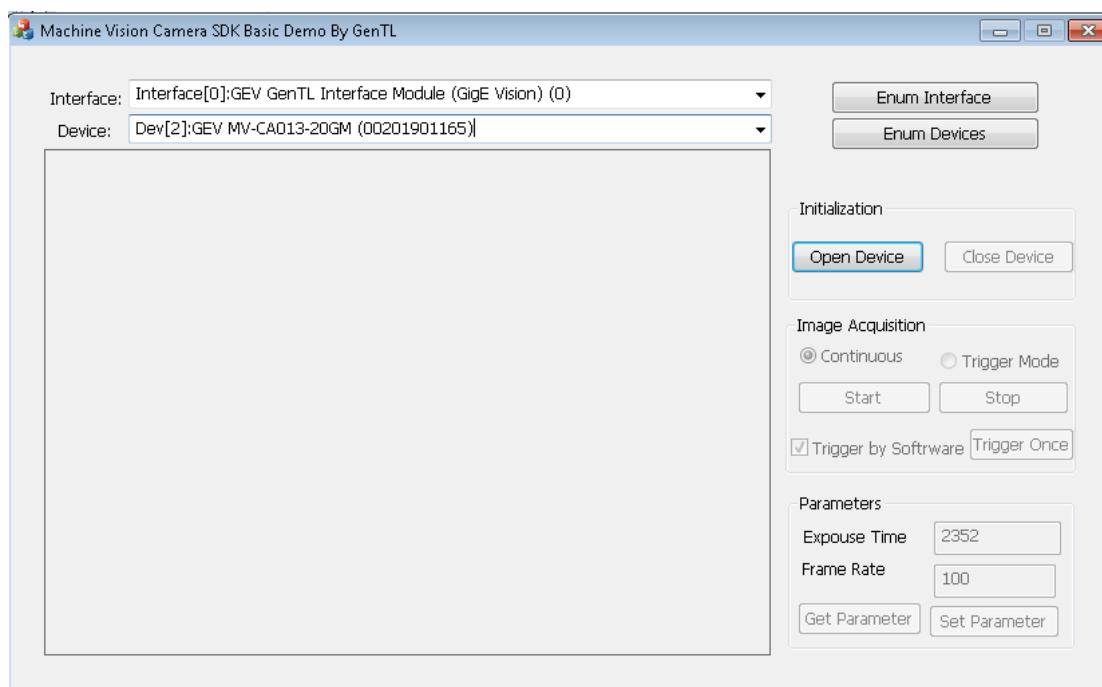 Machine Vision Camera SDK Basic Demo By GenTL
Interface: Interface[0]:GEV GenTL Interface Module (GigE Vision) (0)
Enum Interface
Device: Dev[2]:GEV MV-CA013-20GM (00201901165)
Enum Devices
Initialization
Open Device Close Device
Image Acquisition
Continuous Trigger Mode
Start Stop
Trigger by Softrware Trigger Once
Parameters
Expouse Time 2352
Frame Rate 100
Get Parameter Set Parameter